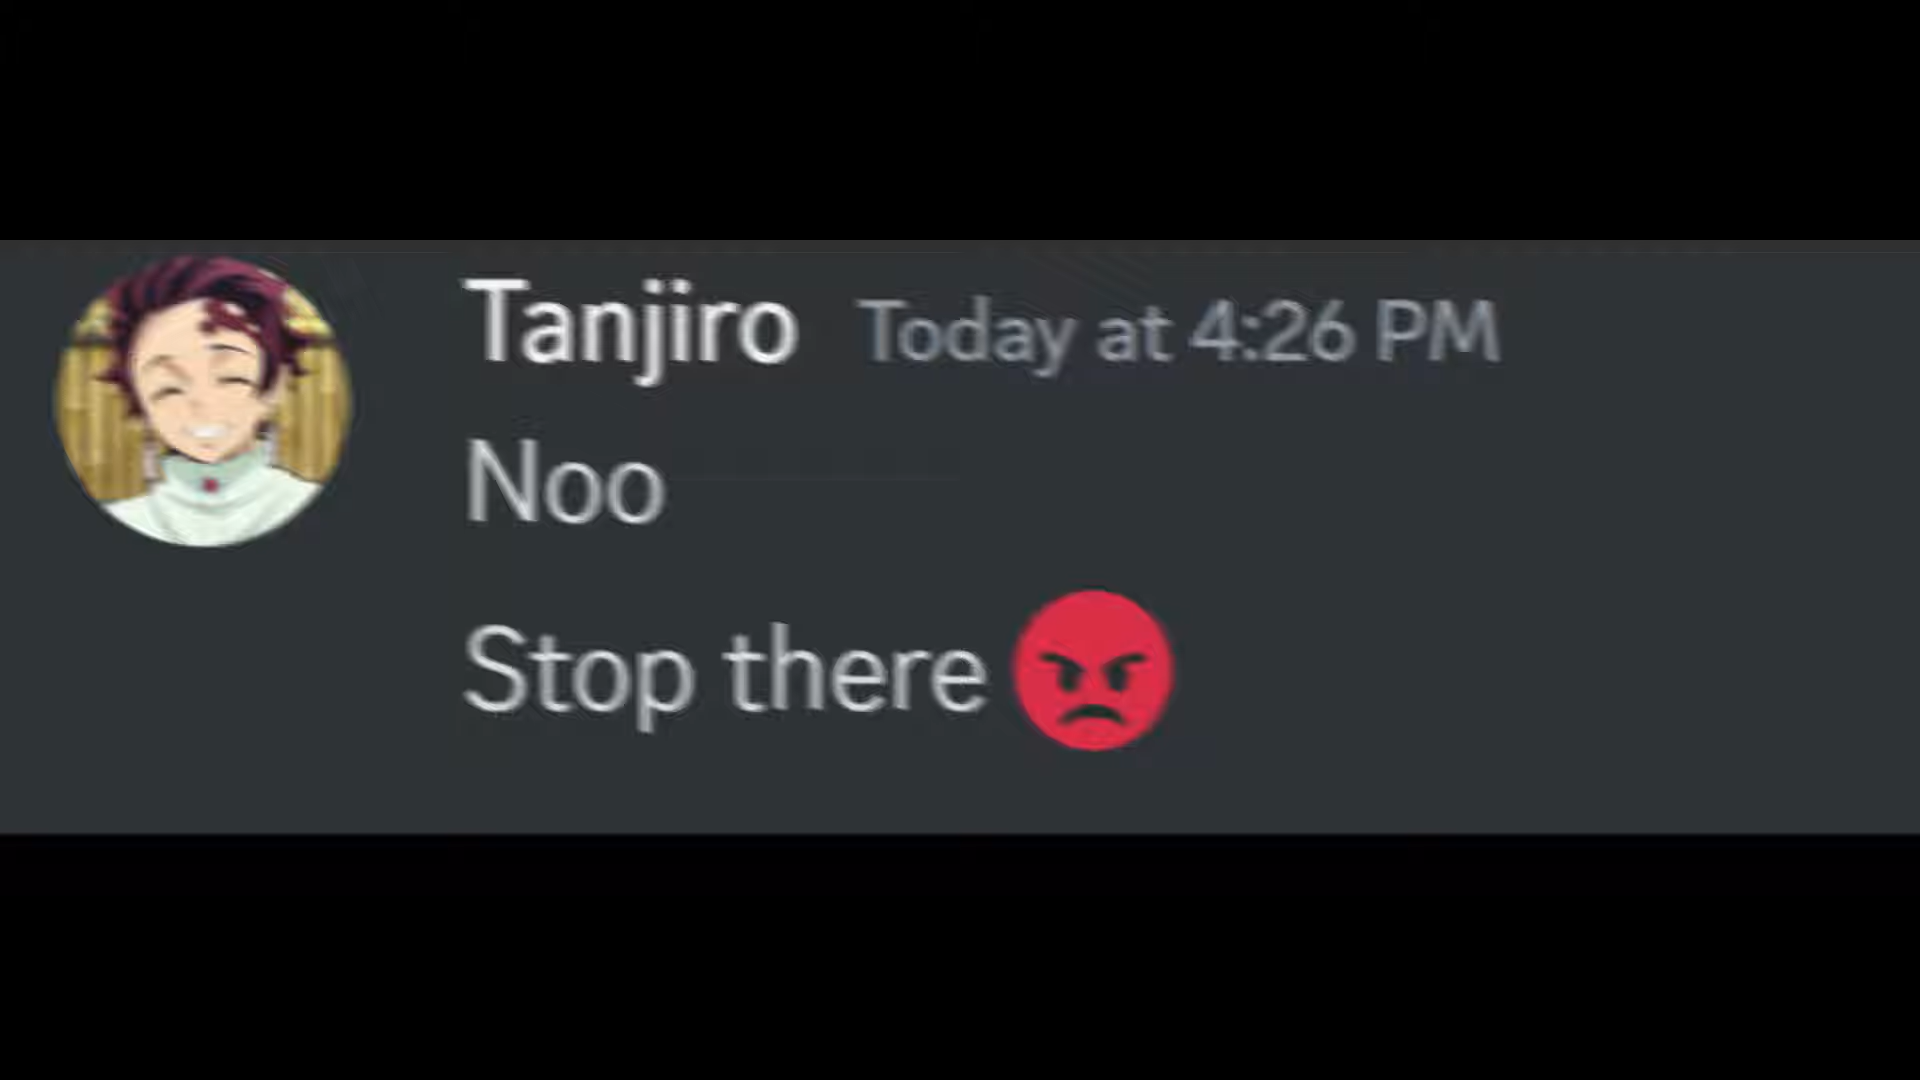 Tanjiro Today at 4:26 PM
Noo
Stop there 😡